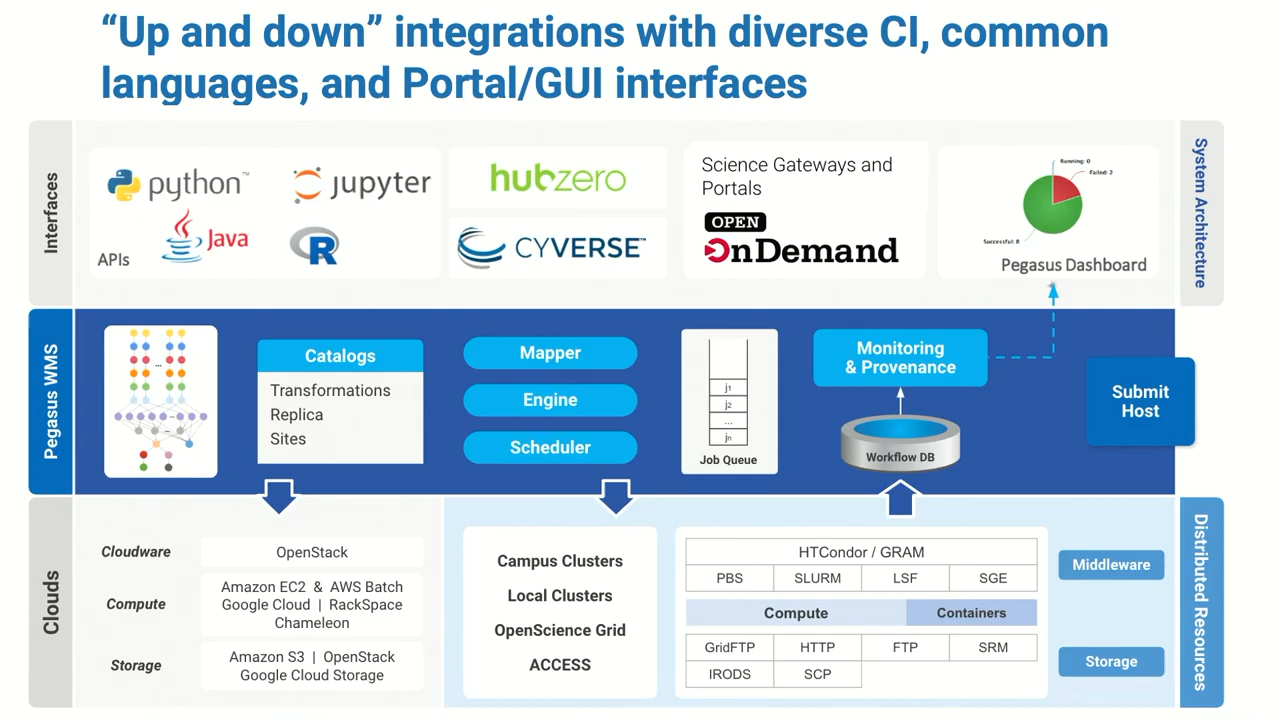 “Up and down” integrations with diverse CI, common
languages, and Portal/GUI interfaces
Interfaces
python™
jupyter
Java
R
APIs
hubzero
CYVERSE™
Science Gateways and
Portals
OPEN
OnDemand
Running: 0
Failed: 2
Successful: 8
Pegasus Dashboard
System Architecture
Pegasus WMS
...
Catalogs
Transformations
Replica
Sites
Mapper
Engine
Scheduler
j1
j2
...
jn
Job Queue
Monitoring
& Provenance
Workflow DB
Submit
Host
Clouds
Cloudware
OpenStack
Compute
Amazon EC2 & AWS Batch
Google Cloud | RackSpace
Chameleon
Storage
Amazon S3 | OpenStack
Google Cloud Storage
Campus Clusters
Local Clusters
OpenScience Grid
ACCESS
HTCondor / GRAM
PBS SLURM LSF SGE
Compute Containers
GridFTP HTTP FTP SRM
IRODS SCP
Middleware
Storage
Distributed Resources